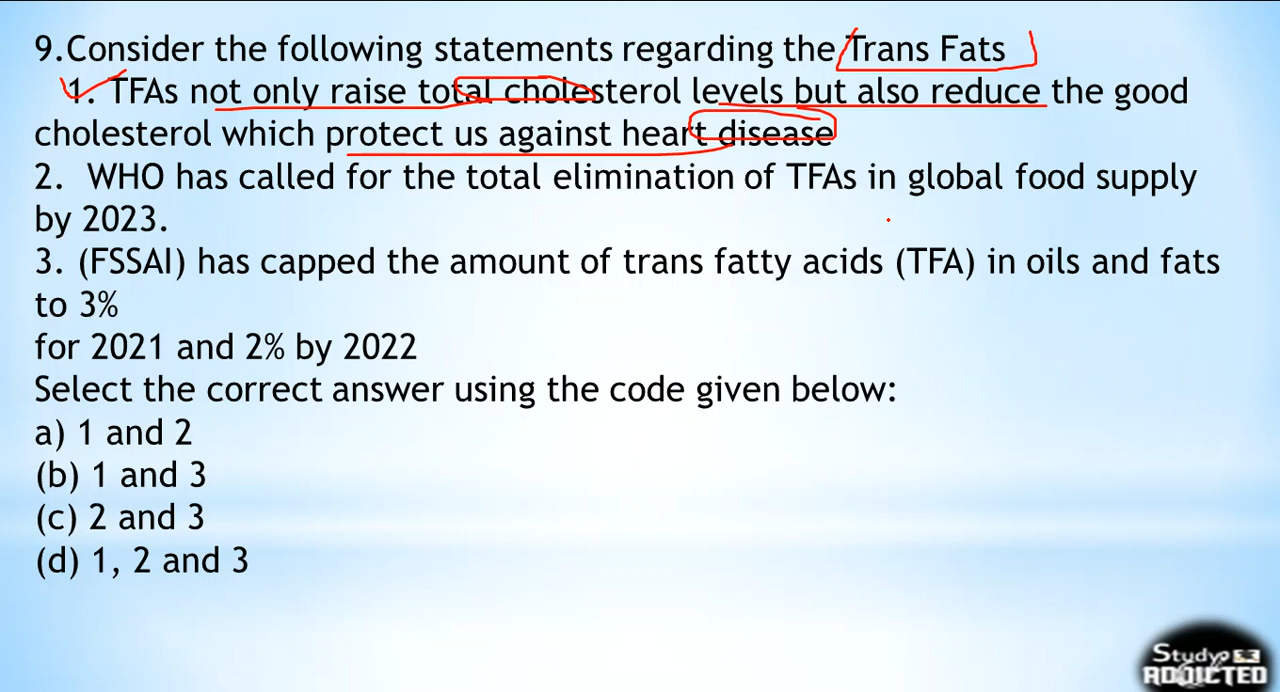 9.Consider the following statements regarding the Trans Fats
1. TFAs not only raise total cholesterol levels but also reduce the good
cholesterol which protect us against heart disease
2. WHO has called for the total elimination of TFAs in global food supply
by 2023.
3. (FSSAI) has capped the amount of trans fatty acids (TFA) in oils and fats
to 3%
for 2021 and 2% by 2022
Select the correct answer using the code given below:
a) 1 and 2
(b) 1 and 3
(c) 2 and 3
(d) 1, 2 and 3
Study
ADDICTED